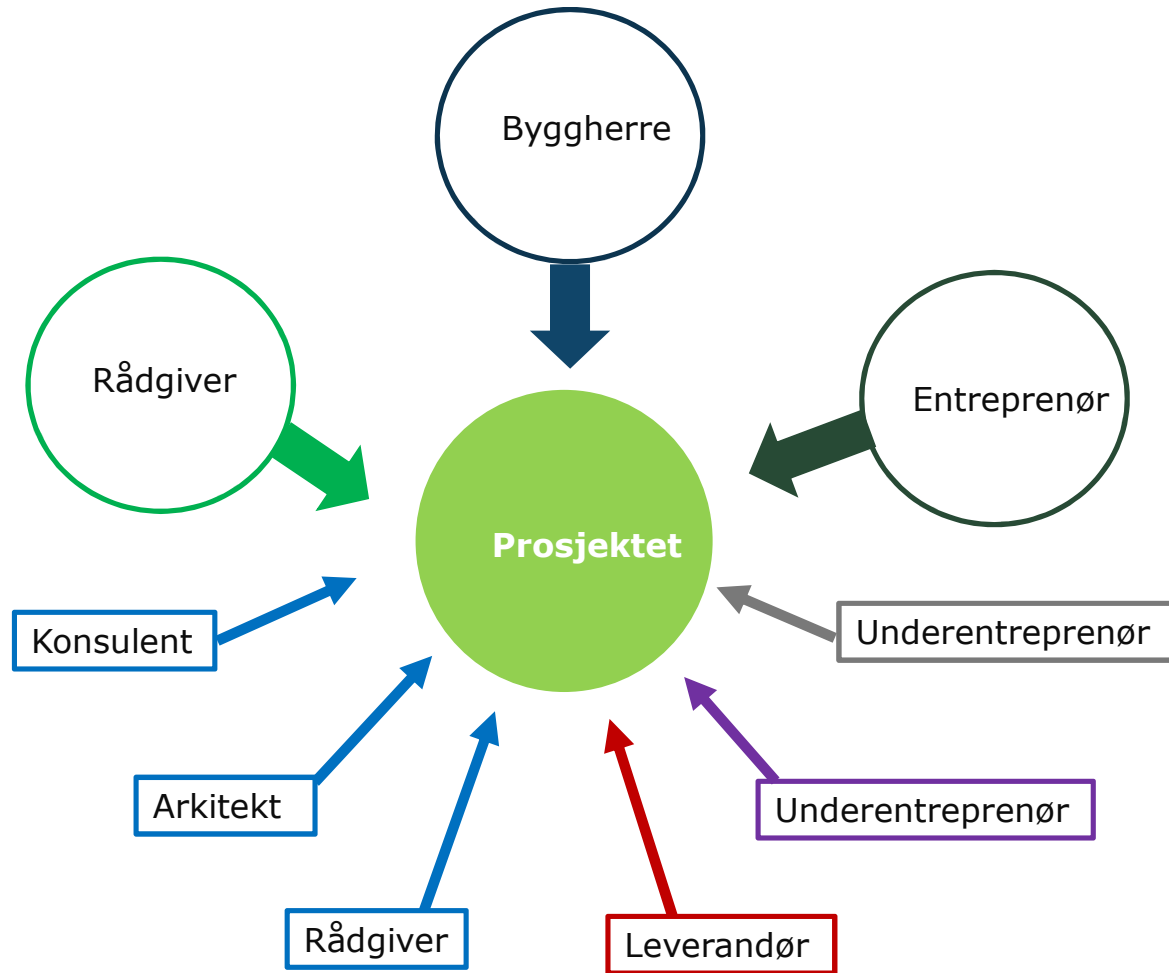 Byggherre
Rådgiver
Entreprenør
Prosjektet
Konsulent
Underentreprenør
Arkitekt
Underentreprenør
Rådgiver
Leverandør